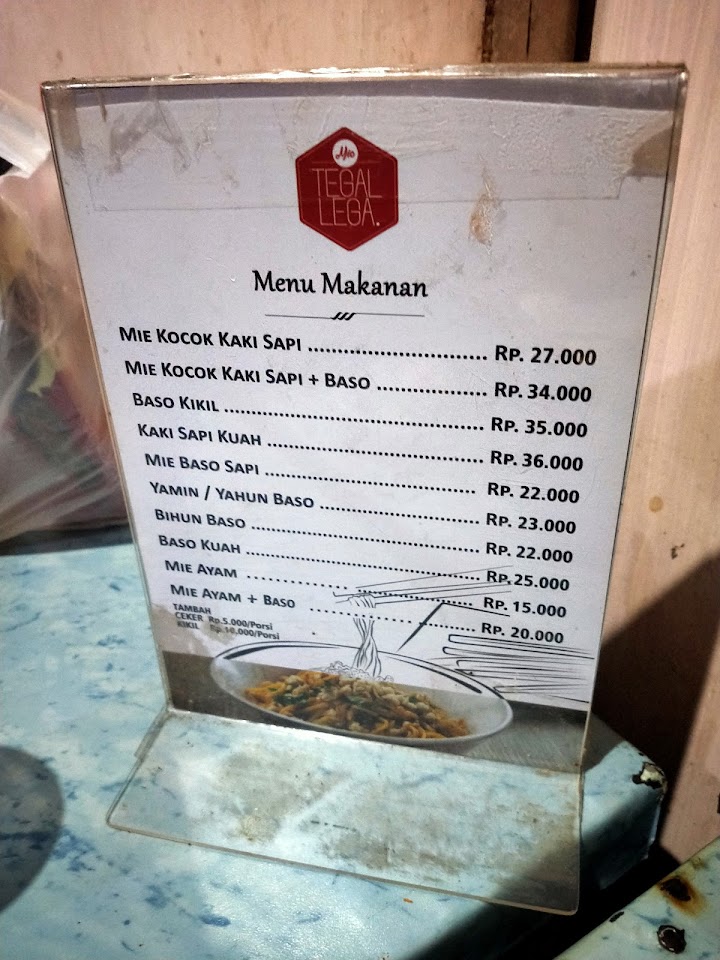 Mie
TEGAL
LEGA.
Menu Makanan
MIE KOCOK KAKI SAPI ................................ RP. 27.000
MIE KOCOK KAKI SAPI + BASO ................... RP. 34.000
BASO KIKIL ............................................. RP. 35.000
KAKI SAPI KUAH ...................................... RP. 36.000
MIE BASO SAPI ....................................... RP. 22.000
YAMIN / YAHUN BASO ............................ RP. 23.000
BIHUN BASO .......................................... RP. 22.000
BASO KUAH ........................................... RP.25.000
MIE AYAM ............................................. RP. 15.000
MIE AYAM + BASO ................................. RP. 20.000
TAMBAH
CEKER Rp.5.000/Porsi
KIKIL Rp.10.000/Porsi